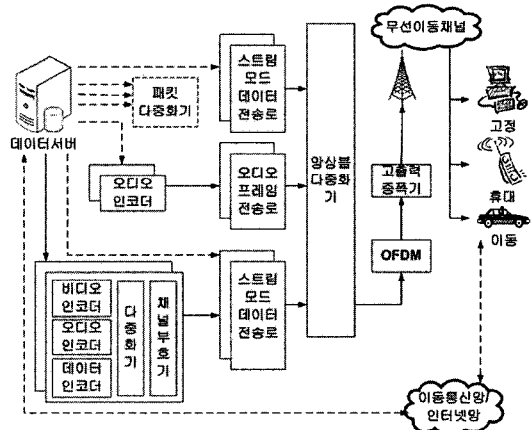 무선이동채널
스트림
모드
데이터
전송로
패킷
다중화기
데이터서버
고정
오디오
인코더
오디오
프레임
전송로
앙상블
다중화
기
고출력
증폭기
휴대
이동
OFDM
비디오
인코더
오디오
인코더
데이터
인코더
다
중
화
기
채
널
부
호
기
스트림
모드
데이터
전송로
이동통신망/
인터넷망